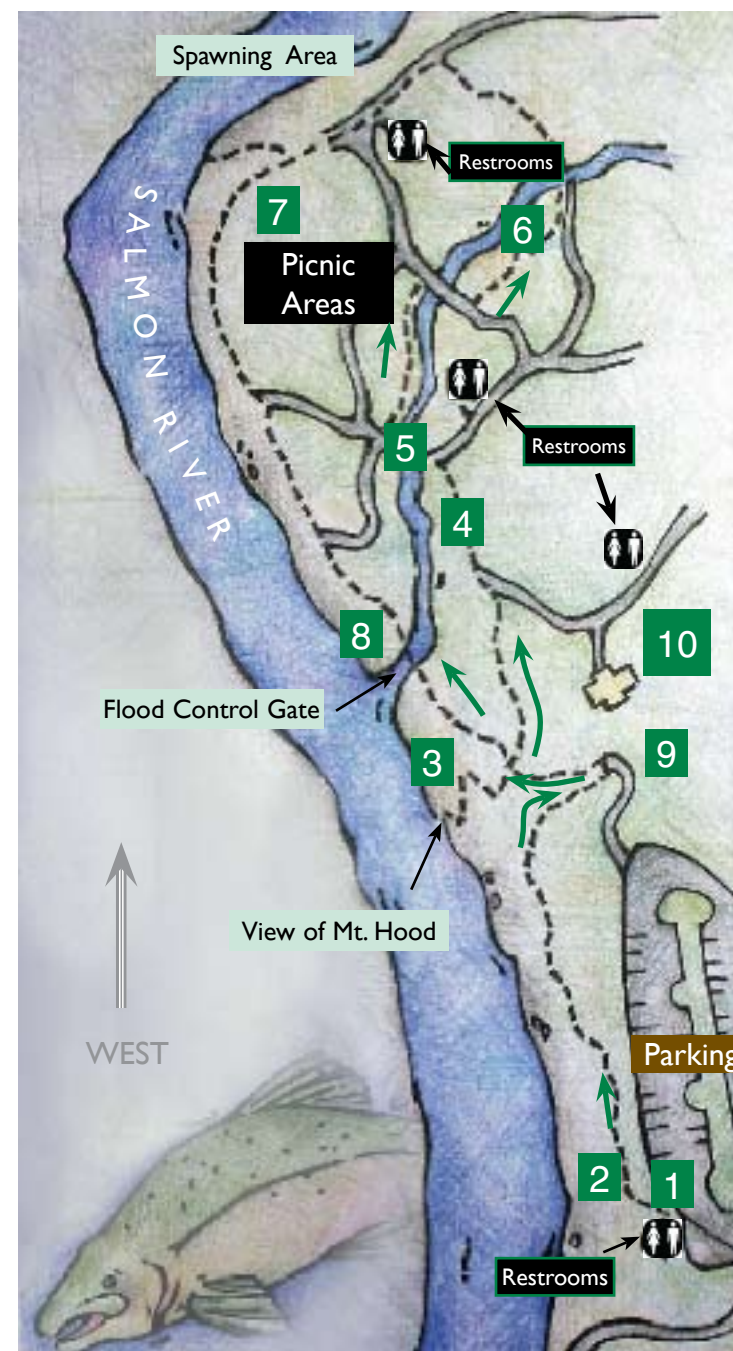 Spawning Area
Restrooms
7
6
Picnic
Areas
SALMON RIVER
5
Restrooms
4
8
10
Flood Control Gate
3
9
View of Mt. Hood
WEST
Parking
2
1
Restrooms